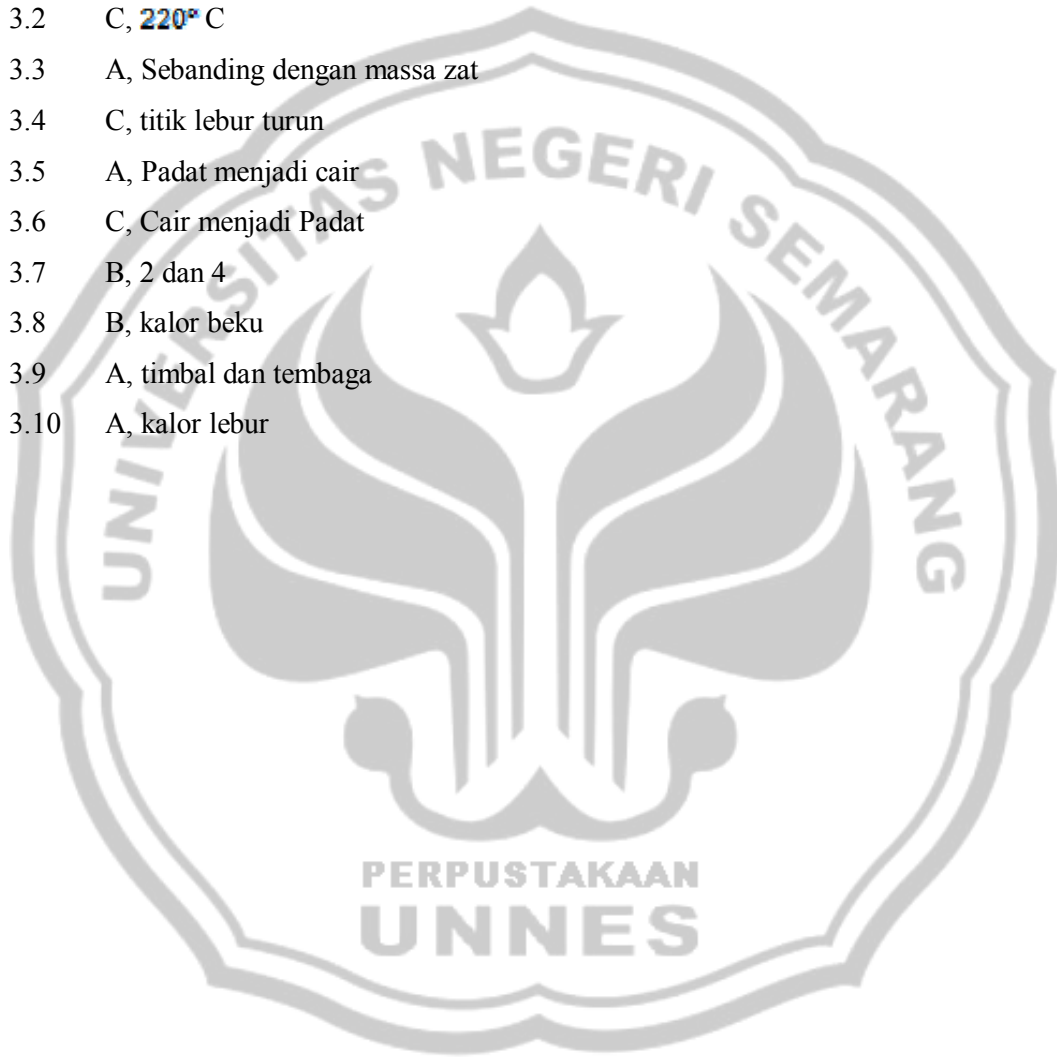 3.2 C, 220° C
3.3 A, Sebanding dengan massa zat
3.4 C, titik lebur turun
3.5 A, Padat menjadi cair
3.6 C, Cair menjadi Padat
3.7 B, 2 dan 4
3.8 B, kalor beku
3.9 A, timbal dan tembaga
3.10 A, kalor lebur
UNIVERSITAS NEGERI SEMARANG
PERPUSTAKAAN
UNNES